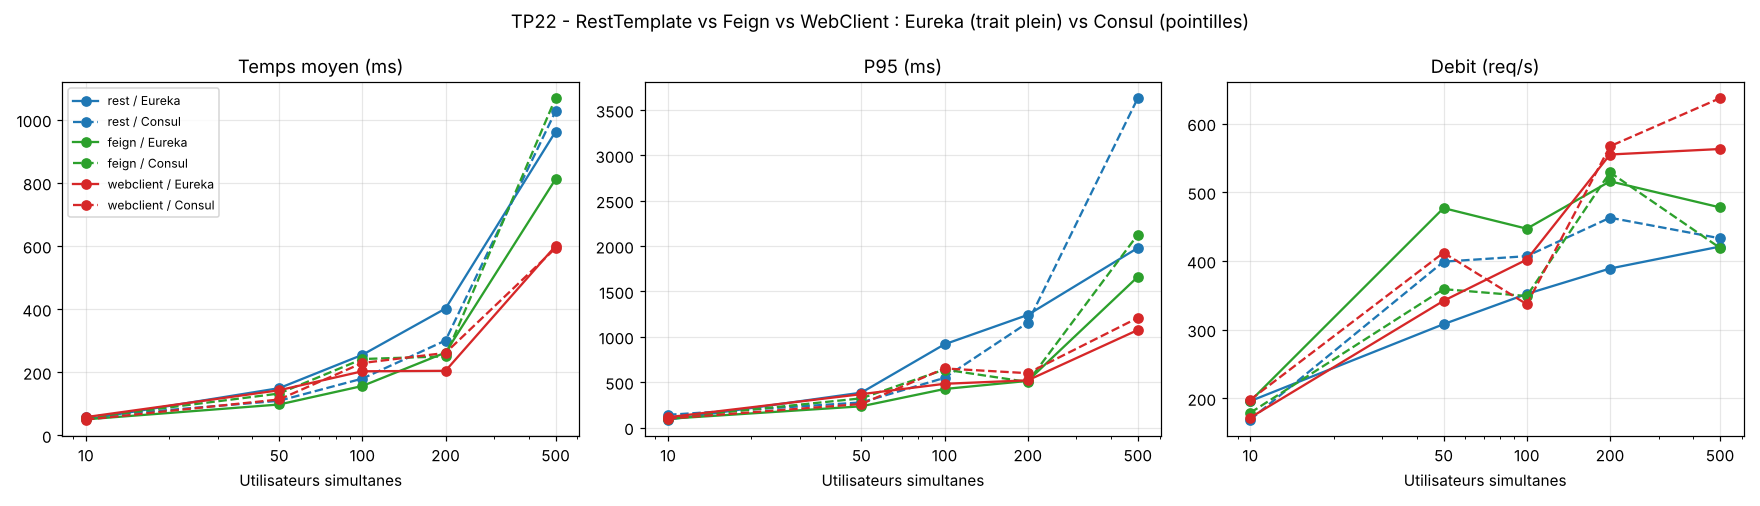 TP22 - RestTemplate vs Feign vs WebClient : Eureka (trait plein) vs Consul (pointilles)
Temps moyen (ms)
rest / Eureka
rest / Consul
feign / Eureka
feign / Consul
webclient / Eureka
webclient / Consul
1000
800
600
400
200
0
10 50 100 200 500
Utilisateurs simultanes
P95 (ms)
3500
3000
2500
2000
1500
1000
500
0
10 50 100 200 500
Utilisateurs simultanes
Debit (req/s)
600
500
400
300
200
10 50 100 200 500
Utilisateurs simultanes